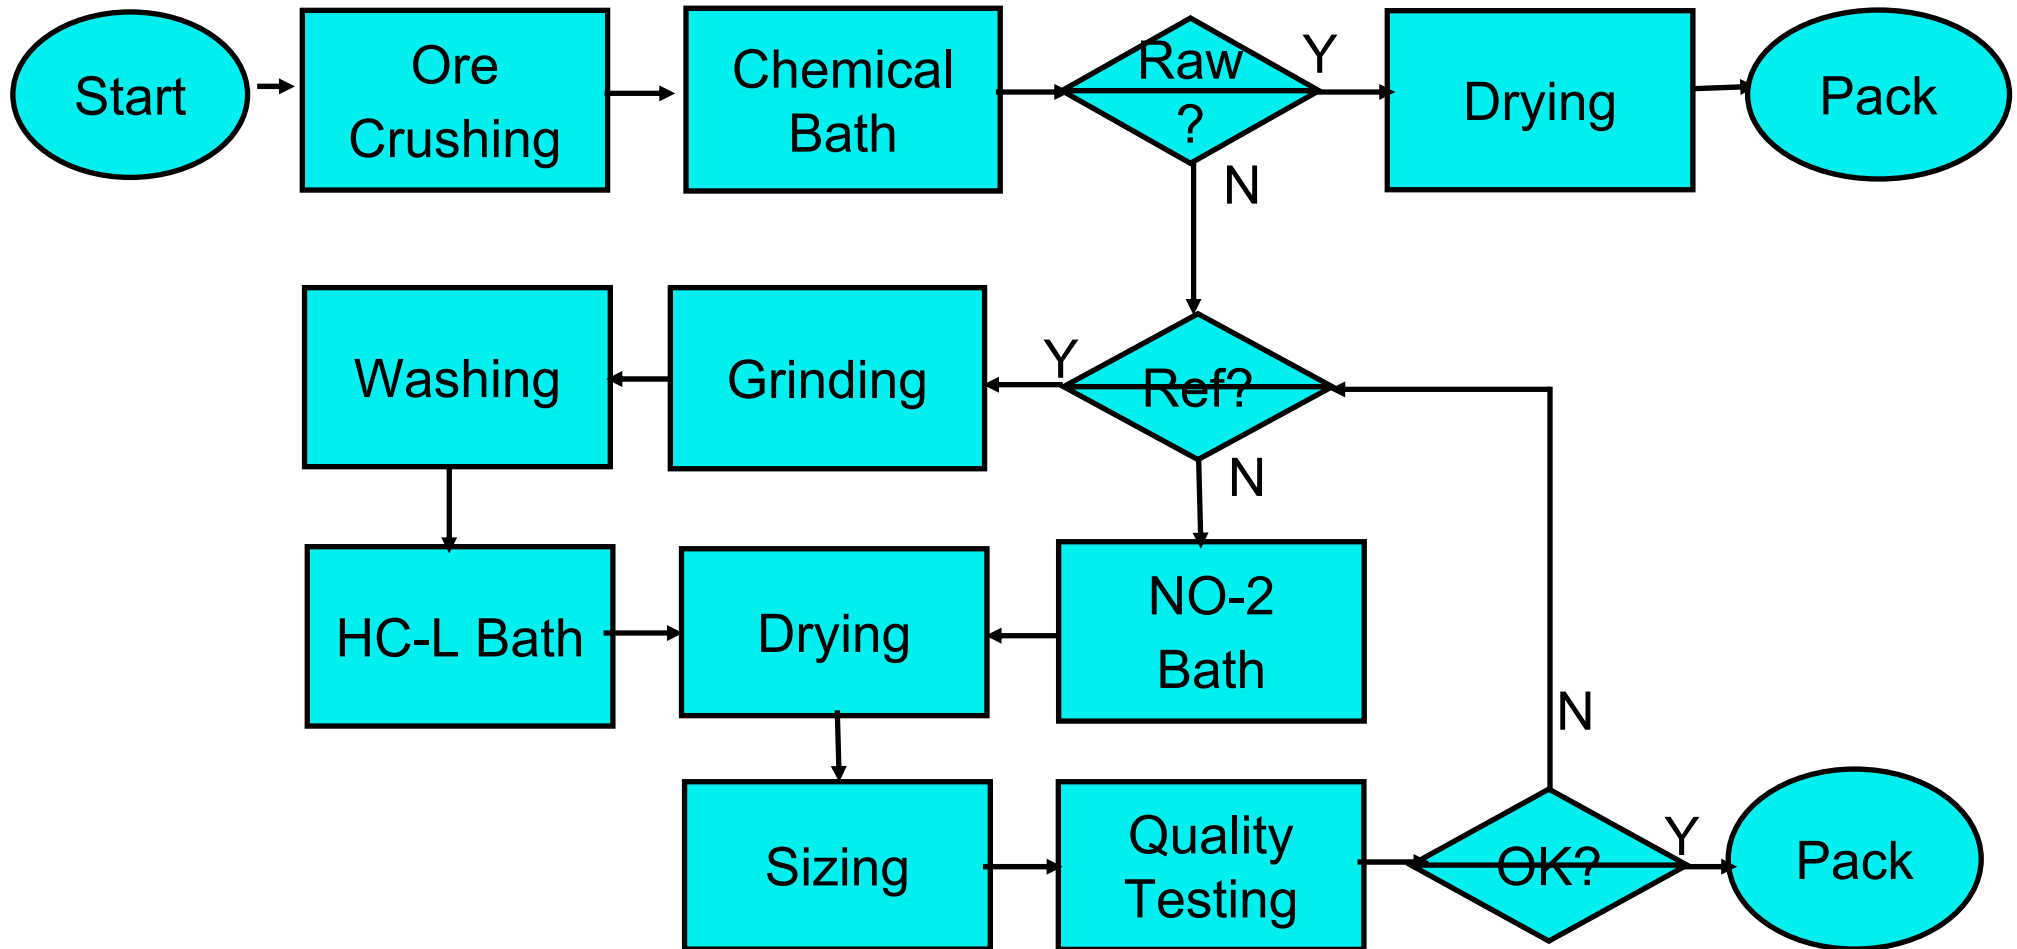 Start
Ore
Crushing
Chemical
Bath
Raw
?
Y
N
Drying
Pack
Washing
Grinding
Y
Ref?
N
HC-L Bath
Drying
NO-2
Bath
N
Sizing
Quality
Testing
OK?
Y
Pack